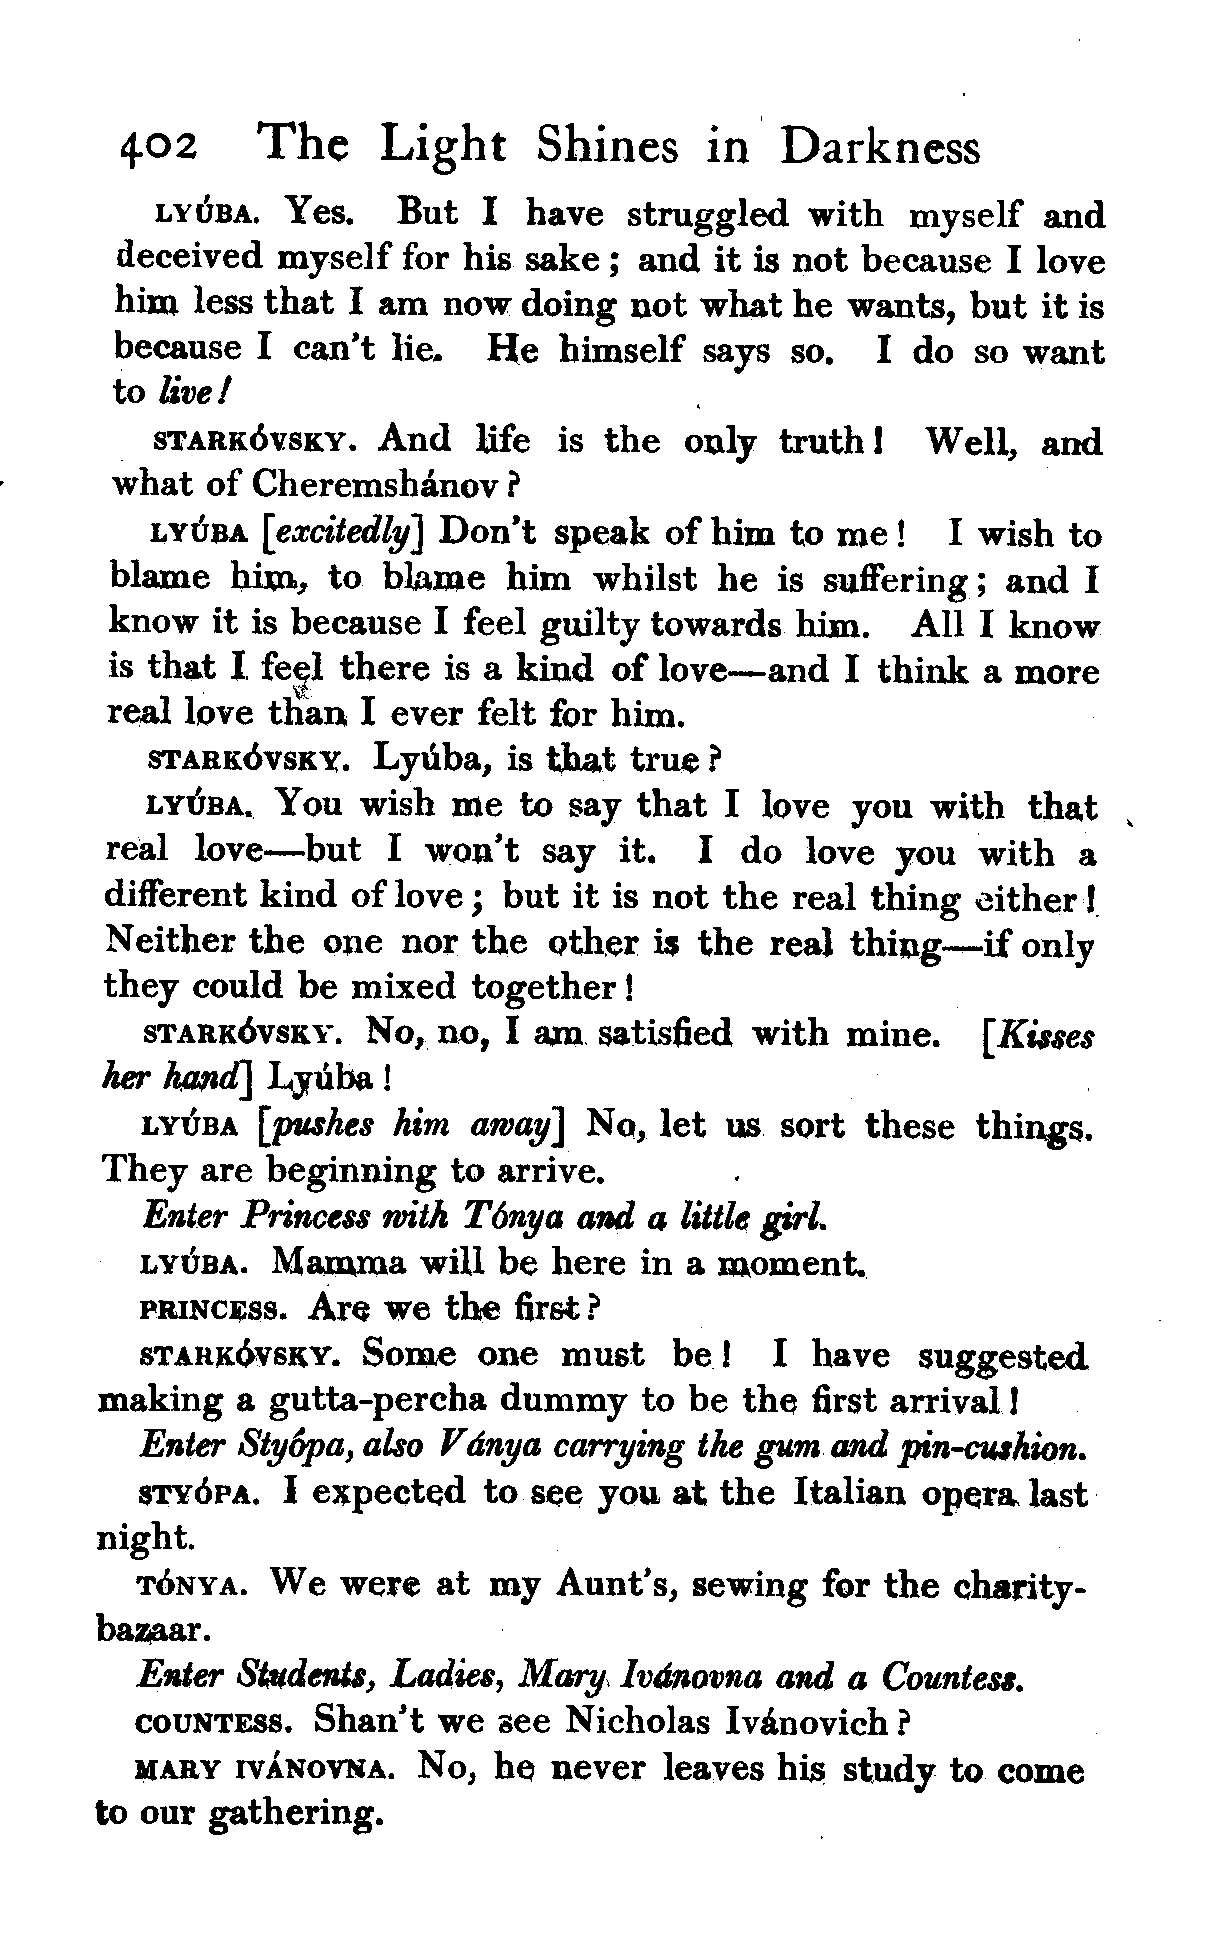 402 The Light Shines in Darkness
LYÚBA. Yes. But I have struggled with myself and
deceived myself for his sake; and it is not because I love
him less that I am now doing not what he wants, but it is
because I can't lie. He himself says so. I do so want
to live!
STARKÓVSKY. And life is the only truth! Well, and
what of Cheremshánov?
LYÚBA [excitedly] Don't speak of him to me! I wish to
blame him, to blame him whilst he is suffering; and I
know it is because I feel guilty towards him. All I know
is that I feel there is a kind of love—and I think a more
real love than I ever felt for him.
STARKÓVSKY. Lyúba, is that true?
LYÚBA. You wish me to say that I love you with that
real love—but I won't say it. I do love you with a
different kind of love; but it is not the real thing either!
Neither the one nor the other is the real thing—if only
they could be mixed together!
STARKÓVSKY. No, no, I am satisfied with mine. [Kisses
her hand] Lyúba!
LYÚBA [pushes him away] No, let us sort these things.
They are beginning to arrive.
Enter Princess with Tónya and a little girl.
LYÚBA. Mamma will be here in a moment.
PRINCESS. Are we the first?
STARKÓVSKY. Some one must be! I have suggested
making a gutta-percha dummy to be the first arrival!
Enter Styópa, also Ványa carrying the gum and pin-cushion.
STYÓPA. I expected to see you at the Italian opera last
night.
TÓNYA. We were at my Aunt's, sewing for the charity-
bazaar.
Enter Students, Ladies, Mary Ivánovna and a Countess.
COUNTESS. Shan't we see Nicholas Ivánovich?
MARY IVÁNOVNA. No, he never leaves his study to come
to our gathering.